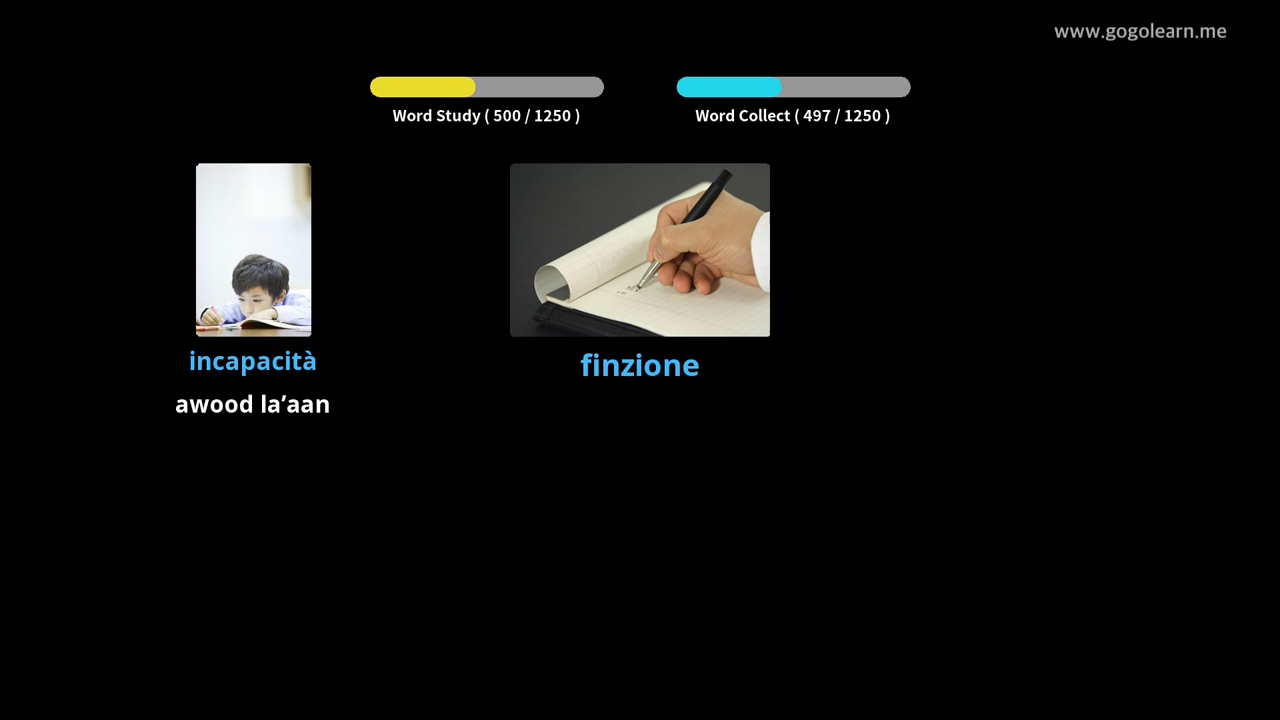 www.gogolearn.me
Word Study ( 500 / 1250 )
Word Collect ( 497 / 1250 )
incapacità
awood la’aan
finzione